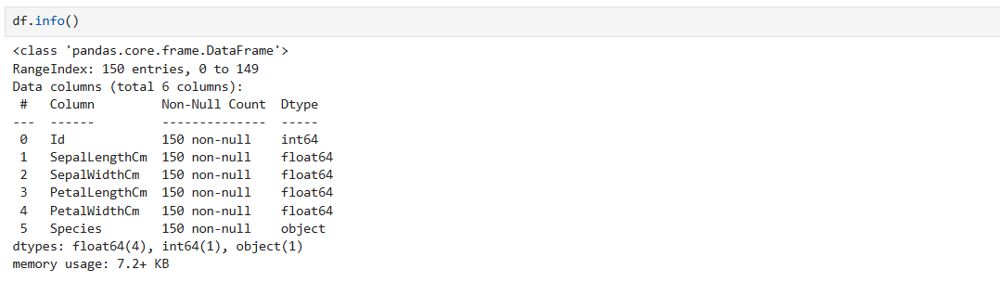 df.info()
<class 'pandas.core.frame.DataFrame'>
RangeIndex: 150 entries, 0 to 149
Data columns (total 6 columns):
 #   Column         Non-Null Count  Dtype
---  ------         --------------  -----
 0   Id             150 non-null    int64
 1   SepalLengthCm  150 non-null    float64
 2   SepalWidthCm   150 non-null    float64
 3   PetalLengthCm  150 non-null    float64
 4   PetalWidthCm   150 non-null    float64
 5   Species        150 non-null    object
dtypes: float64(4), int64(1), object(1)
memory usage: 7.2+ KB